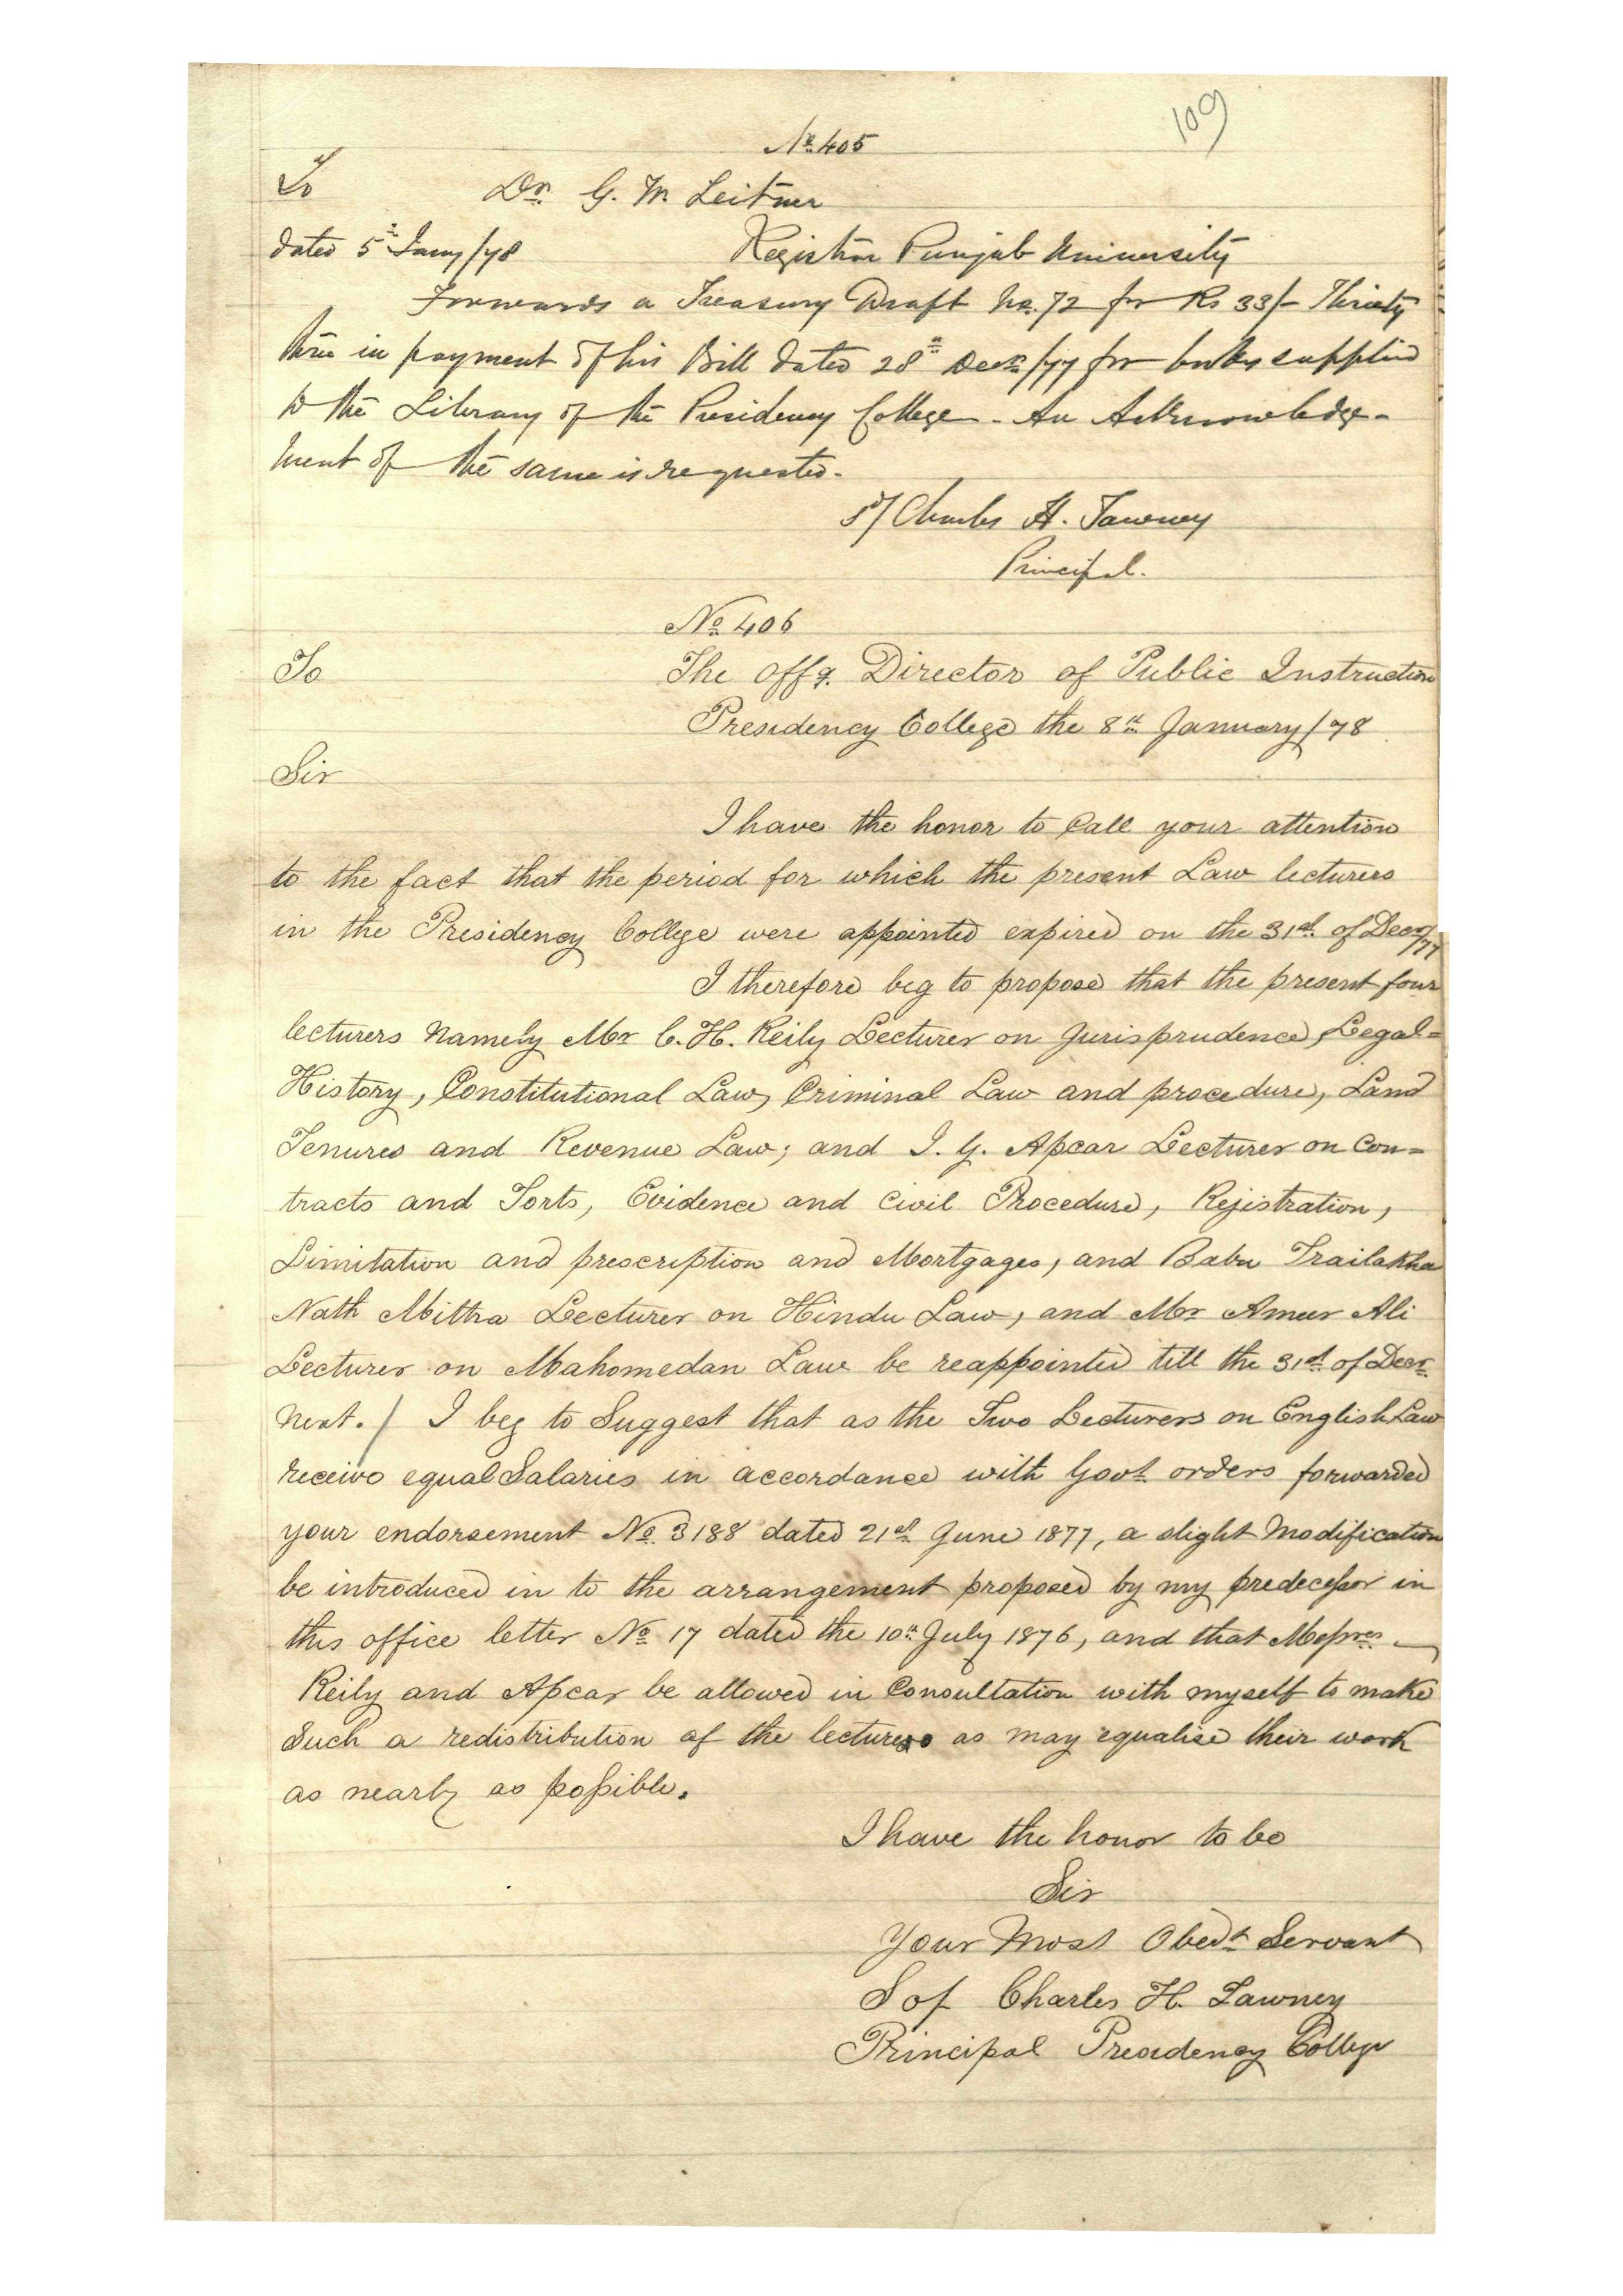 109
No. 405
To Dr. G. W. Leitner
dated 5th Jany/78 Registrar Punjab University
Forwards a Treasury Draft No. 72 for Rs 33/- Thirty
three in payment of his Bill dated 28th Decr/77 for books supplied
to the Library of the Presidency College - An Acknowledge-
ment of the same is requested.
Sd/ Charles H. Tawney
Principal.
No 406
To The Offg. Director of Public Instruction
Presidency College the 8th January/78
Sir
I have the honor to Call your attention
to the fact that the period for which the present Law lecturers
in the Presidency College were appointed expired on the 31st of Decr/77
I therefore beg to propose that the present four
lecturers Namely Mr C. H. Reily Lecturer on Jurisprudence, Legal=
History, Constitutional Law, Criminal Law and procedure, Land
Tenures and Revenue Law; and I. G. Apcar Lecturer on Con=
tracts and Torts, Evidence and Civil Procedure, Rejistration,
Limitation and prescription and Mortgages, and Babu Trailakha
Nath Mittra Lecturer on Hindu Law, and Mr Ameer Ali
Lecturer on Mahomedan Law be reappointed till the 31st of Decr
Next. / I beg to Suggest that as the Two Lecturers on English Law
receive equal Salaries in accordance with Govt orders forwarded
your endorsement No. 3188 dated 21st June 1877, a slight Modification
be introduced in to the arrangement proposed by my predecessor in
this office letter No 17 dated the 10th July 1876, and that Messrs
Reily and Apcar be allowed in Consultation with myself to make
Such a redistribution of the lectures as may equalise their work
as nearly as possible.
I have the honor to be
Sir
Your Most Obedt Servant
Charles H. Tawney
Principal Presidency College